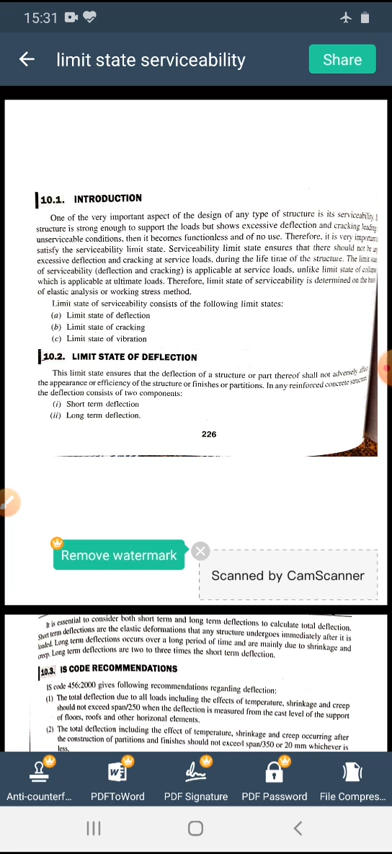 15:31
limit state serviceability
Share
10.1. INTRODUCTION
One of the very important aspect of the design of any type of structure is its serviceability. I
structure is strong enough to support the loads but shows excessive deflection and cracking leading
unserviceable conditions, then it becomes functionless and of no use. Therefore, it is very important
satisfy the serviceability limit state. Serviceability limit state ensures that there should not be
excessive deflection and cracking at service loads, during the life time of the structure. The limit
of serviceability (deflection and cracking) is applicable at service loads, unlike limit state of
which is applicable at ultimate loads. Therefore, limit state of serviceability is determined on the
of elastic analysis or working stress method.
Limit state of serviceability consists of the following limit states:
(a) Limit state of deflection
(b) Limit state of cracking
(c) Limit state of vibration
10.2. LIMIT STATE OF DEFLECTION
This limit state ensures that the deflection of a structure or part thereof shall not adversely
the appearance or efficiency of the structure or finishes or partitions. In any reinforced concrete
the deflection consists of two components:
(i) Short term deflection
(ii) Long term deflection.
226
Remove watermark
Scanned by CamScanner
It is essential to consider both short term and long term deflections to calculate total deflection.
Short term deflections are the elastic deformations that any structure undergoes immediately after it is
loaded. Long term deflections occurs over a long period of time and are mainly due to shrinkage and
creep. Long term deflections are two to three times the short term deflection.
10.3. IS CODE RECOMMENDATIONS
IS code 456:2000 gives following recommendations regarding deflection:
(1) The total deflection due to all loads including the effects of temperature, shrinkage and creep
should not exceed span/250 when the deflection is measured from the cast level of the support
of floors, roofs and other horizonal elements.
(2) The total deflection including the effect of temperature, shrinkage and creep occurring after
the construction of partitions and finishes should not exceed span/350 or 20 mm whichever is
less.
Anti-counterf...
PDFToWord
PDF Signature
PDF Password
File Compres...